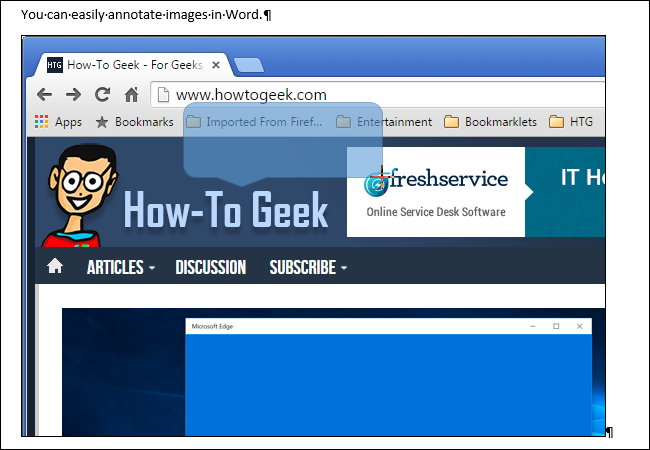 You can easily annotate images in Word.¶
HTG How-To Geek - For Geeks
www.howtogeek.com
Apps Bookmarks Imported From Firef... Entertainment Bookmarklets HTG
How-To Geek
freshservice
Online Service Desk Software
IT He
ARTICLES DISCUSSION SUBSCRIBE
Microsoft Edge
¶